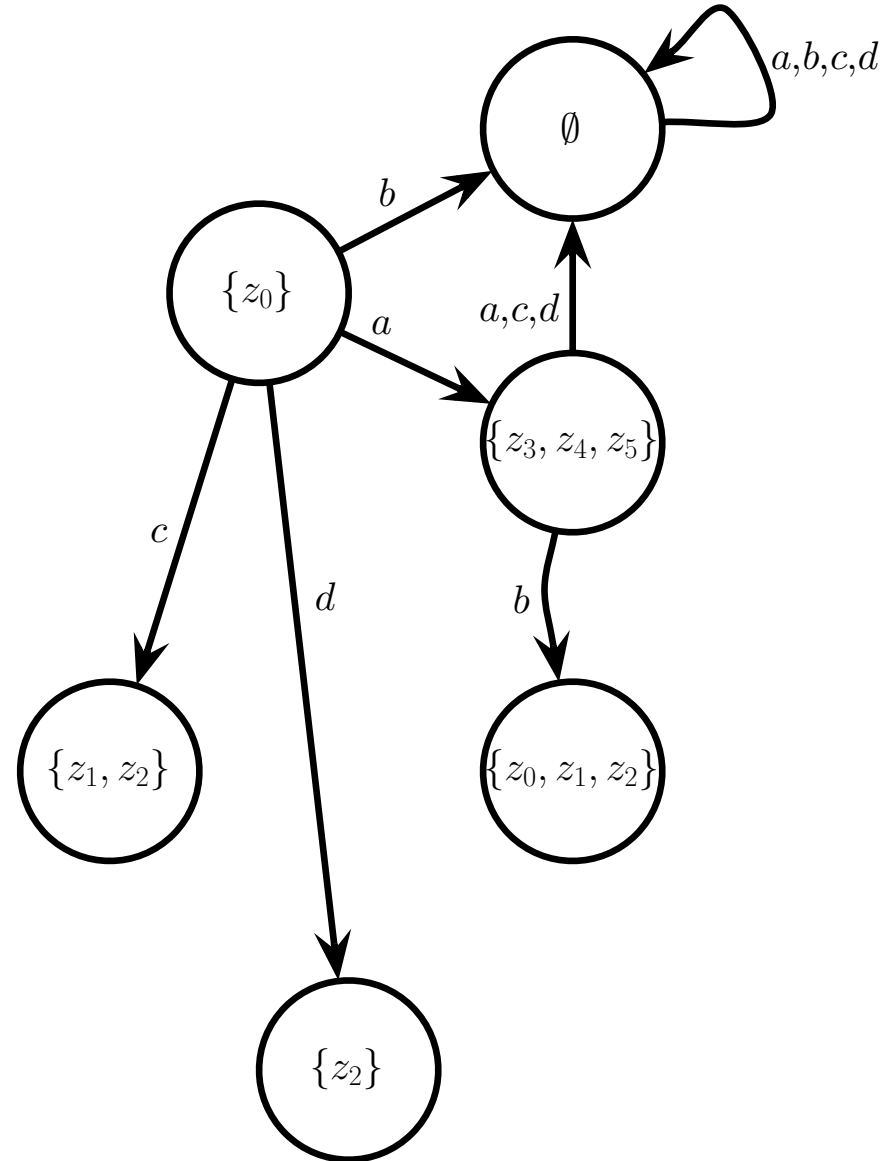 a,b,c,d
∅
b
{z₀}
a
a,c,d
{z₃, z₄, z₅}
c
d
b
{z₁, z₂}
{z₀, z₁, z₂}
{z₂}